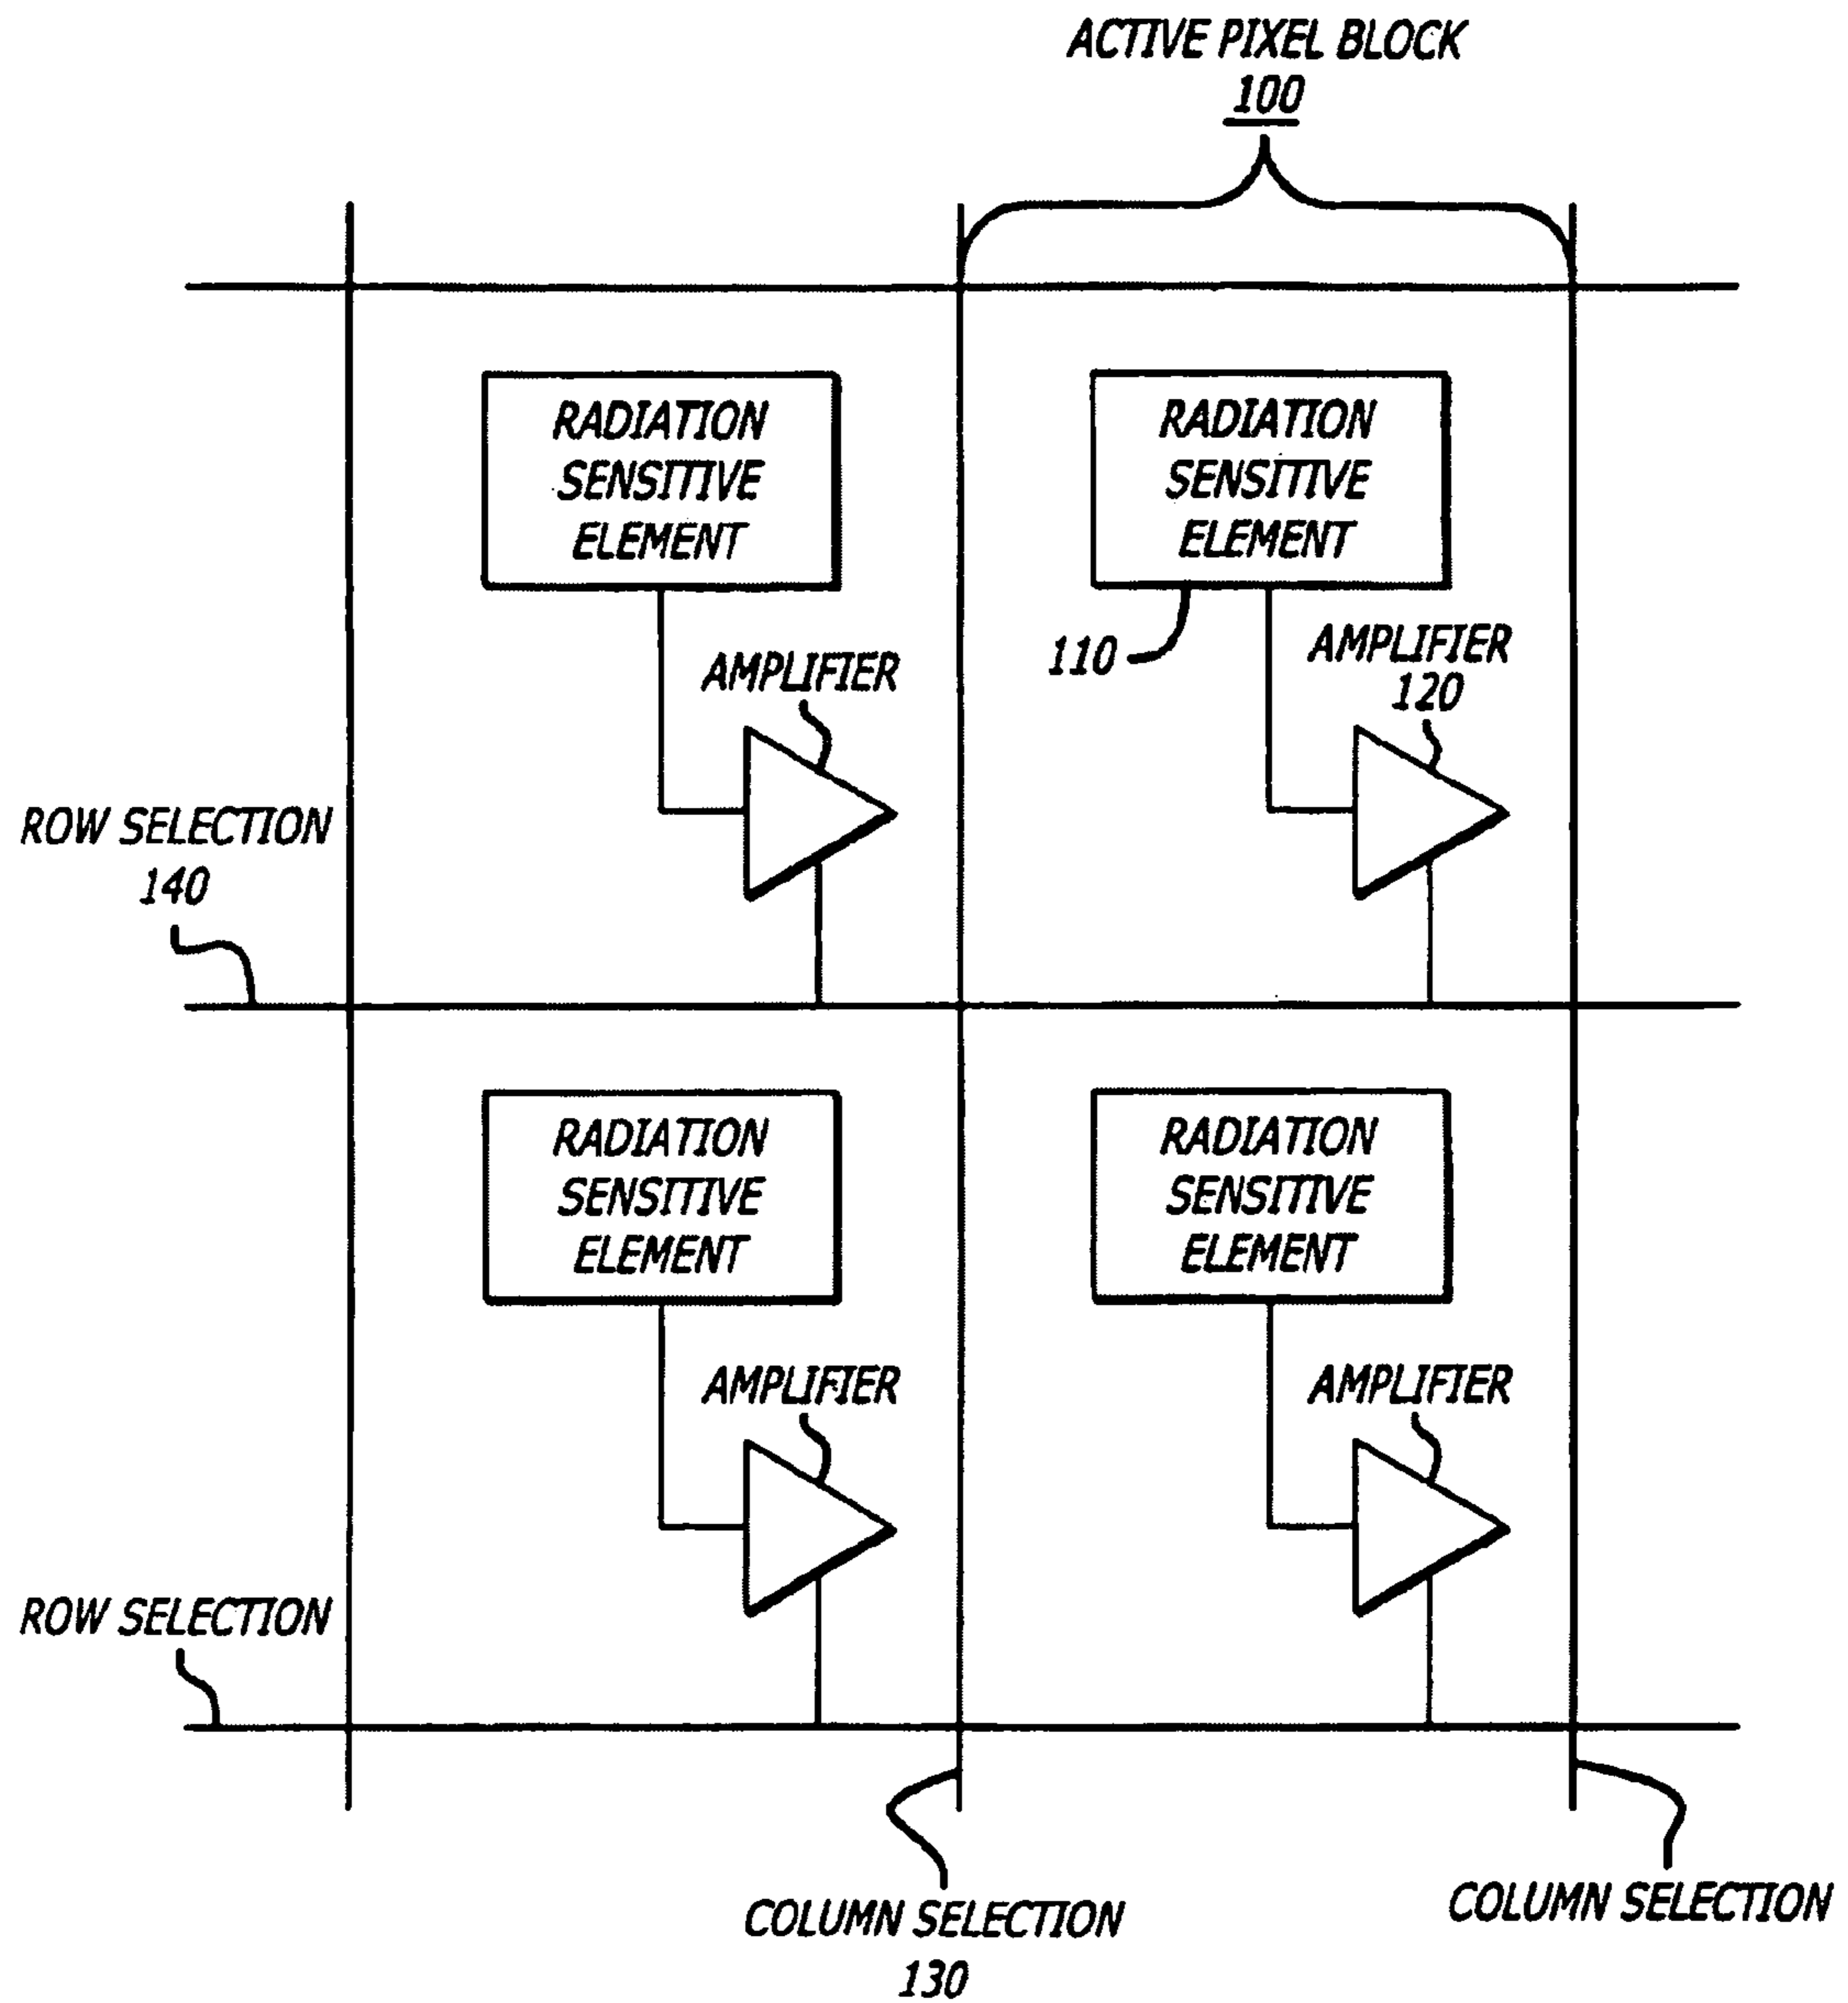 ACTIVE PIXEL BLOCK
100
RADIATION
SENSITIVE
ELEMENT
RADIATION
SENSITIVE
ELEMENT
110
AMPLIFIER
AMPLIFIER
120
ROW SELECTION
140
RADIATION
SENSITIVE
ELEMENT
RADIATION
SENSITIVE
ELEMENT
AMPLIFIER
AMPLIFIER
ROW SELECTION
COLUMN SELECTION
130
COLUMN SELECTION